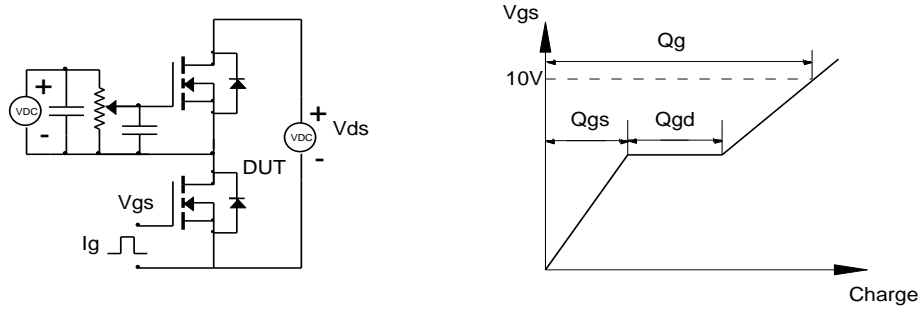 +
VDC
-
+
VDC
-
Vds
DUT
Vgs
Ig
Vgs
Qg
10V
Qgs
Qgd
Charge